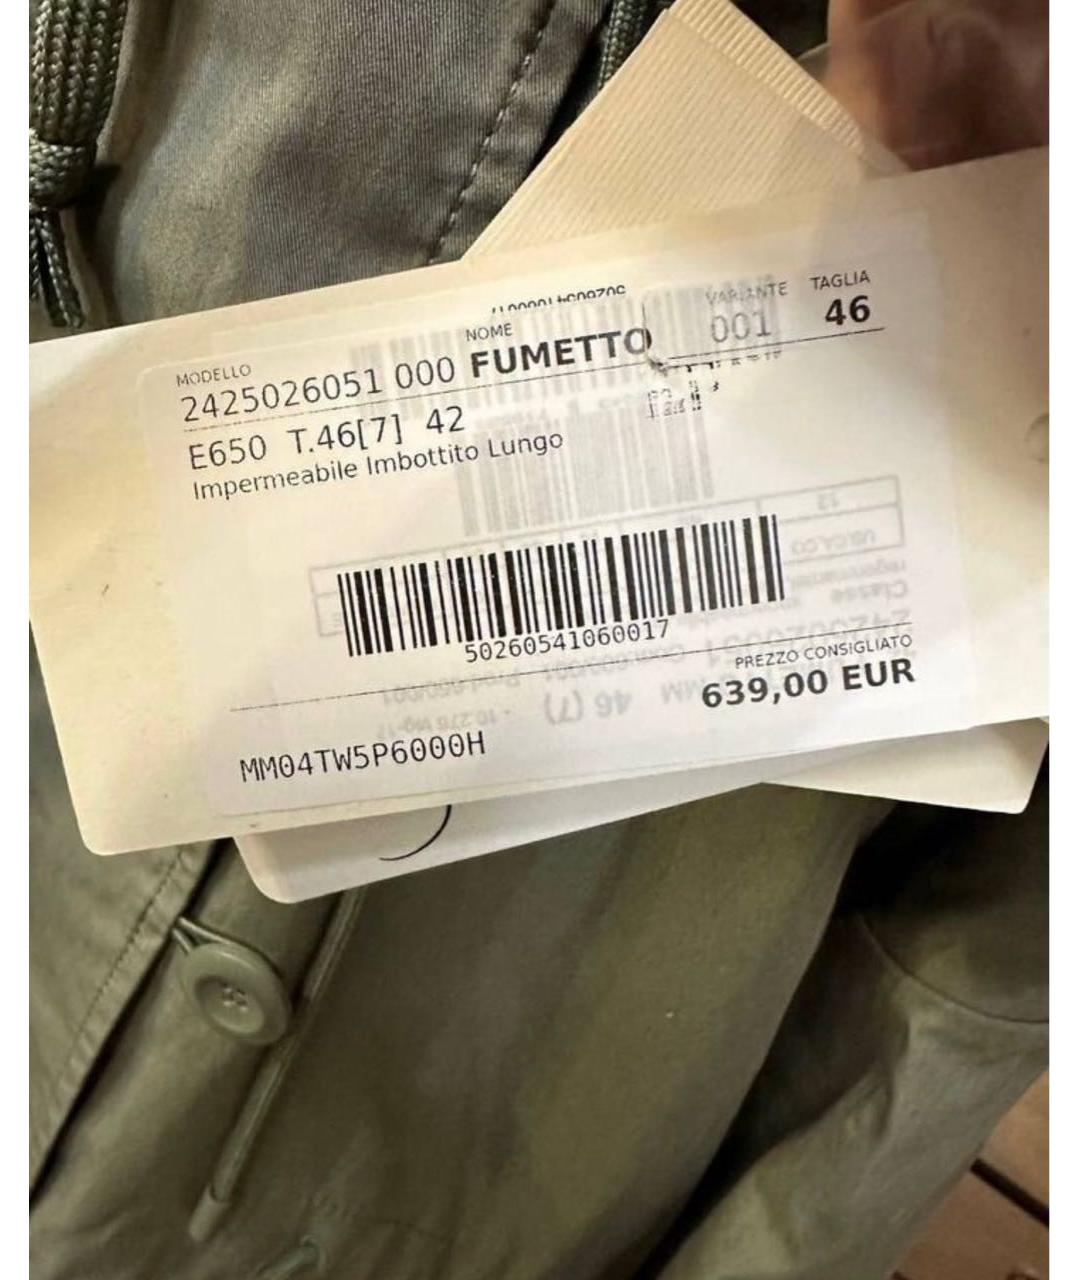 MODELLO NOME VARIANTE TAGLIA
2425026051 000 FUMETTO 001 46
E650 T.46[7] 42
Impermeabile Imbottito Lungo
50260541060017
PREZZO CONSIGLIATO
639,00 EUR
MM04TW5P6000H